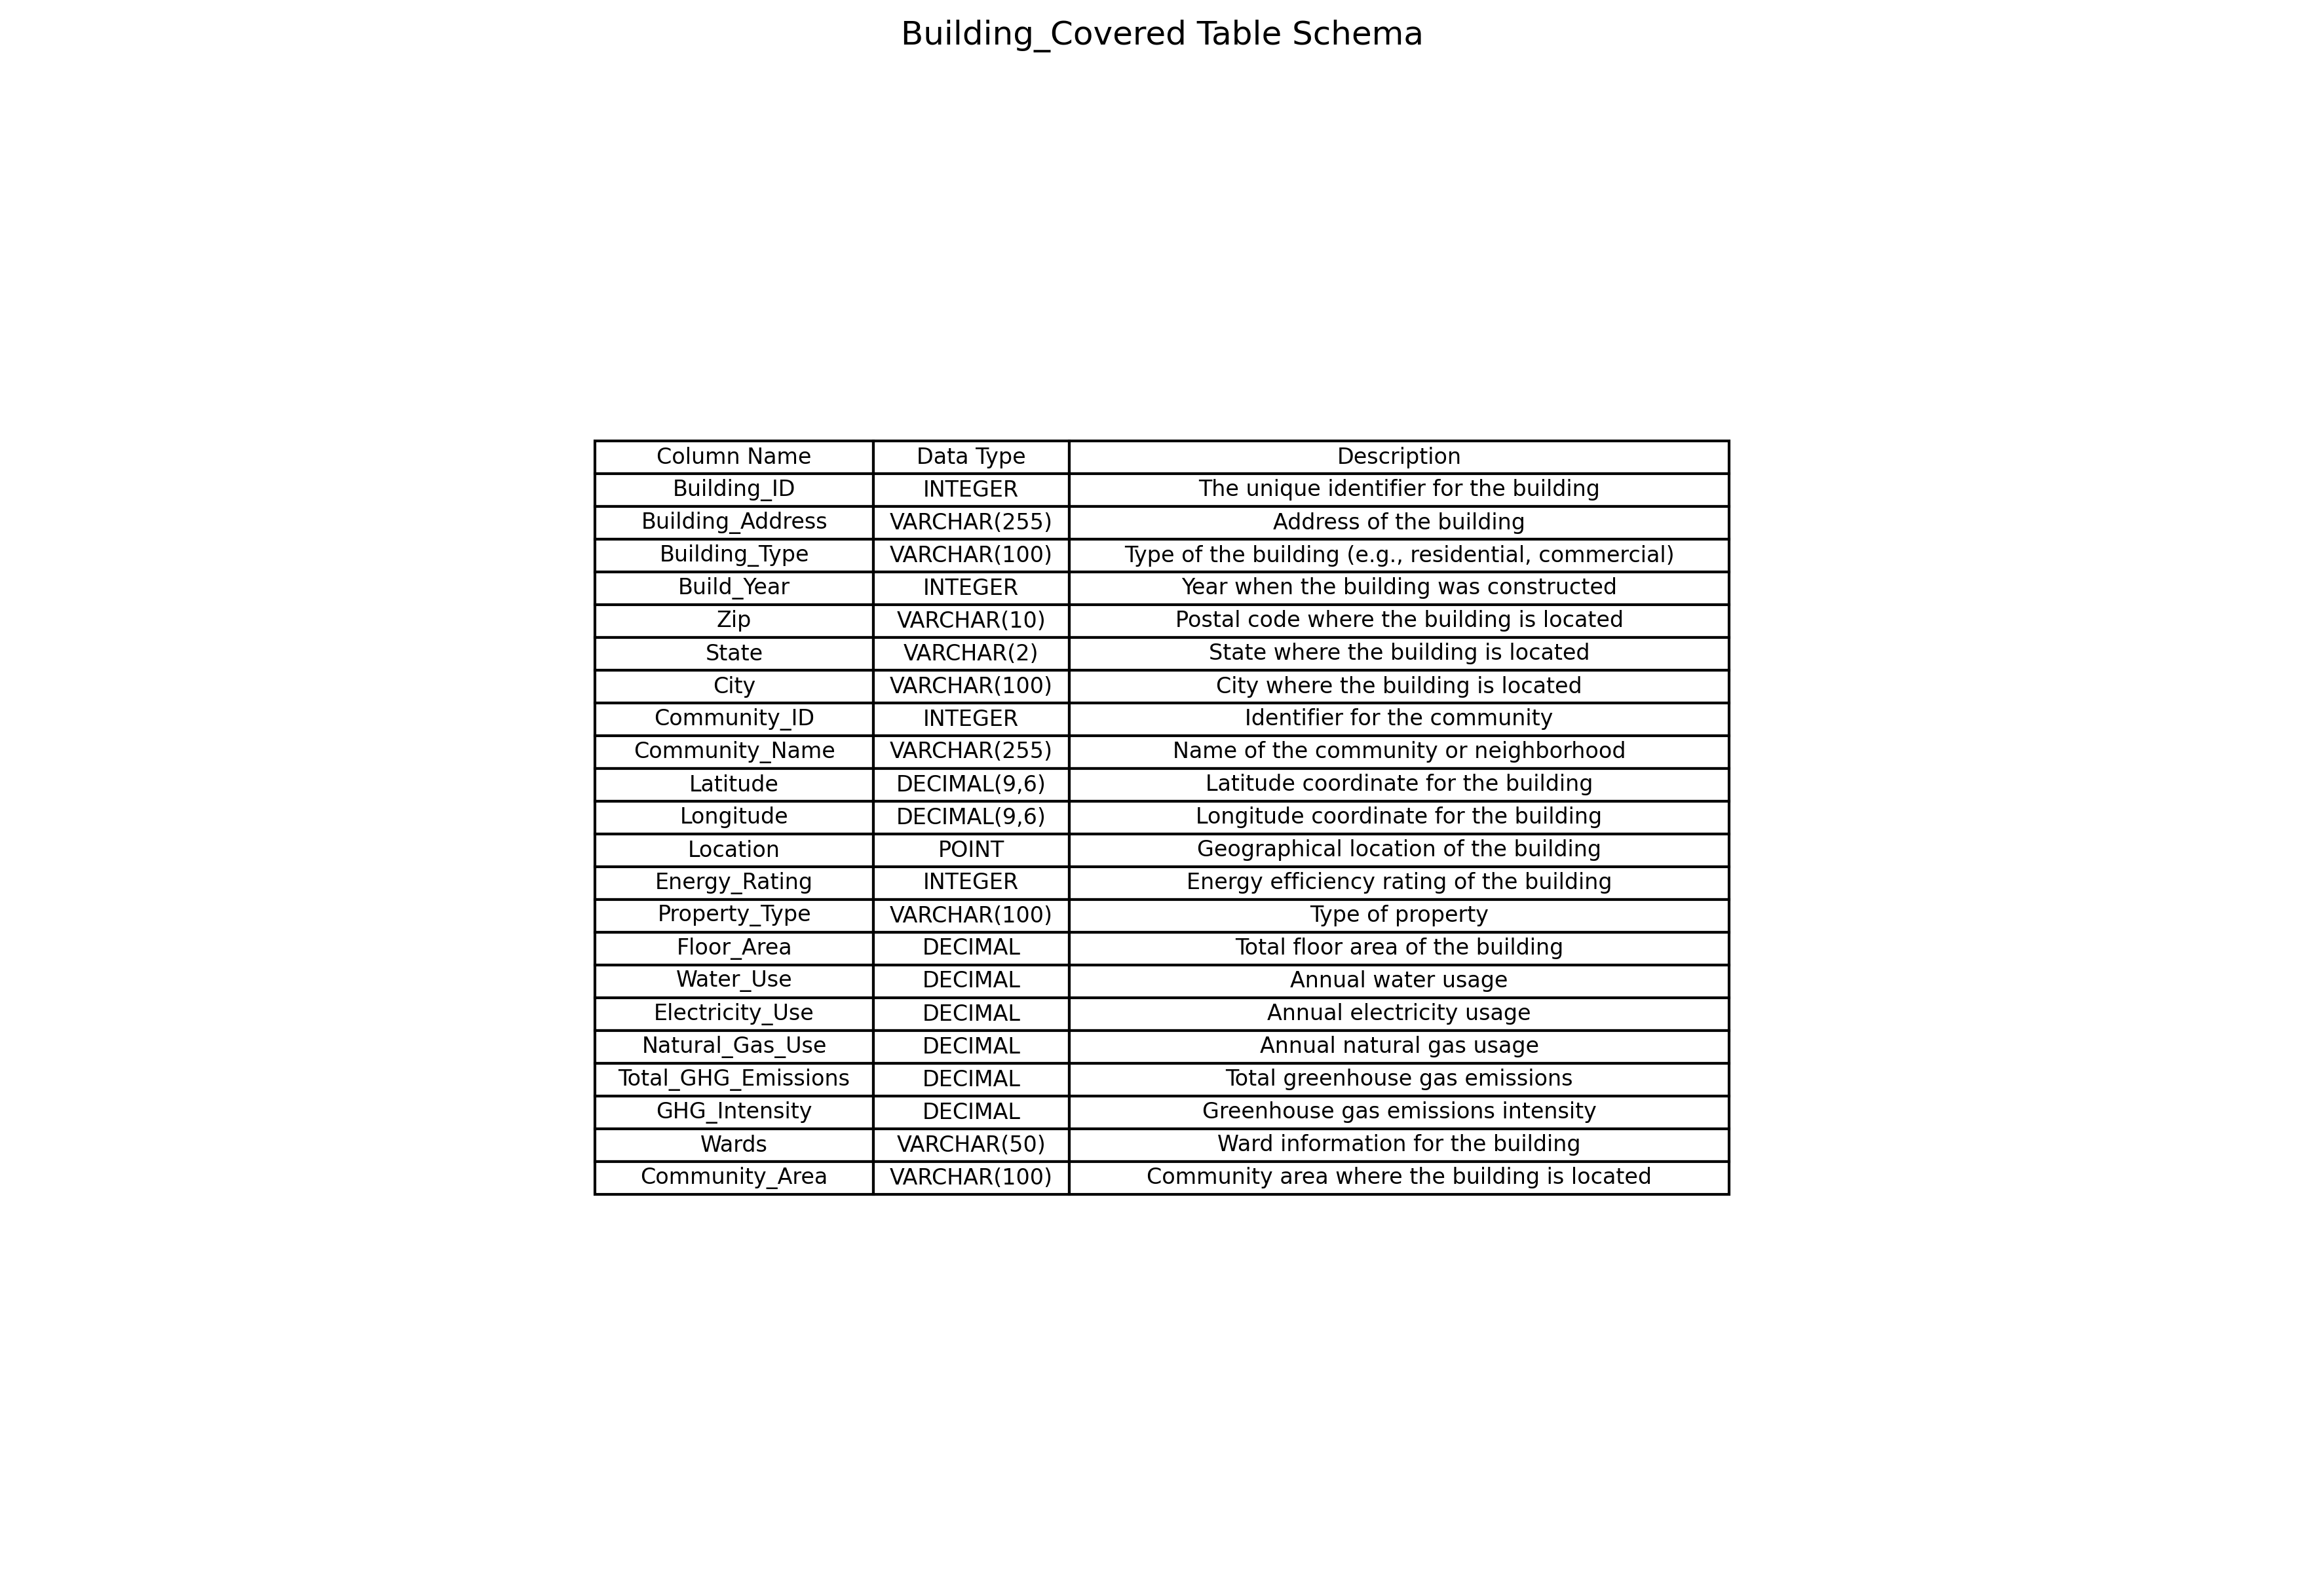 Building_Covered Table Schema
Column Name Data Type Description
Building_ID INTEGER The unique identifier for the building
Building_Address VARCHAR(255) Address of the building
Building_Type VARCHAR(100) Type of the building (e.g., residential, commercial)
Build_Year INTEGER Year when the building was constructed
Zip VARCHAR(10) Postal code where the building is located
State VARCHAR(2) State where the building is located
City VARCHAR(100) City where the building is located
Community_ID INTEGER Identifier for the community
Community_Name VARCHAR(255) Name of the community or neighborhood
Latitude DECIMAL(9,6) Latitude coordinate for the building
Longitude DECIMAL(9,6) Longitude coordinate for the building
Location POINT Geographical location of the building
Energy_Rating INTEGER Energy efficiency rating of the building
Property_Type VARCHAR(100) Type of property
Floor_Area DECIMAL Total floor area of the building
Water_Use DECIMAL Annual water usage
Electricity_Use DECIMAL Annual electricity usage
Natural_Gas_Use DECIMAL Annual natural gas usage
Total_GHG_Emissions DECIMAL Total greenhouse gas emissions
GHG_Intensity DECIMAL Greenhouse gas emissions intensity
Wards VARCHAR(50) Ward information for the building
Community_Area VARCHAR(100) Community area where the building is located